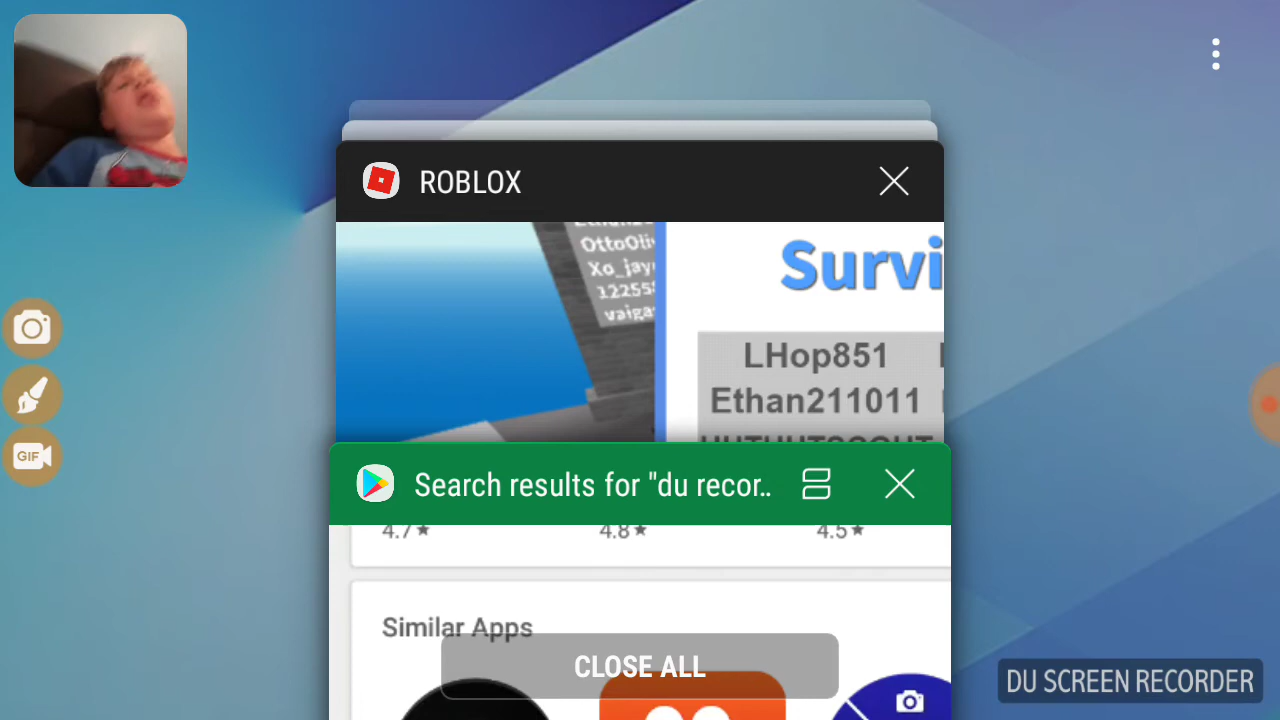 ROBLOX
OttoOli
Xo_jay
12255
vaiga
Survi
LHop851
Ethan211011
GIF
Search results for "du recor..
4.7★
4.8★
4.5★
Similar Apps
CLOSE ALL
DU SCREEN RECORDER